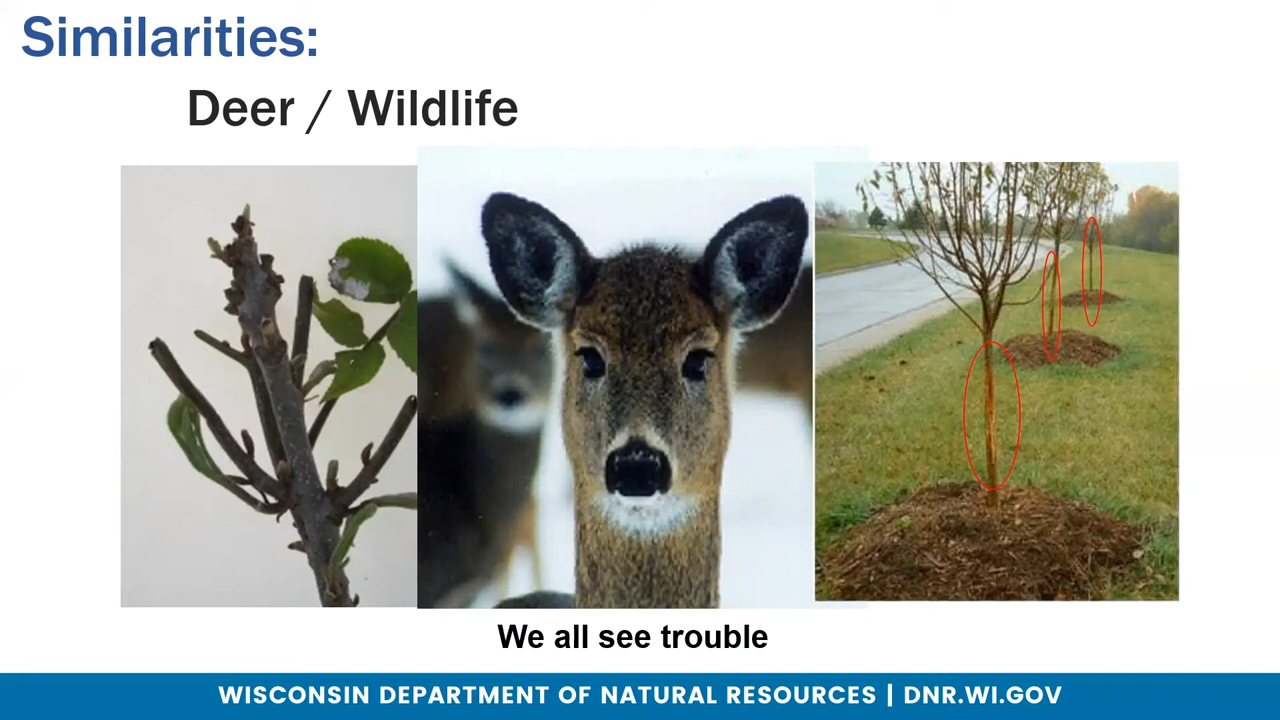 Similarities:
Deer / Wildlife
We all see trouble
WISCONSIN DEPARTMENT OF NATURAL RESOURCES | DNR.WI.GOV